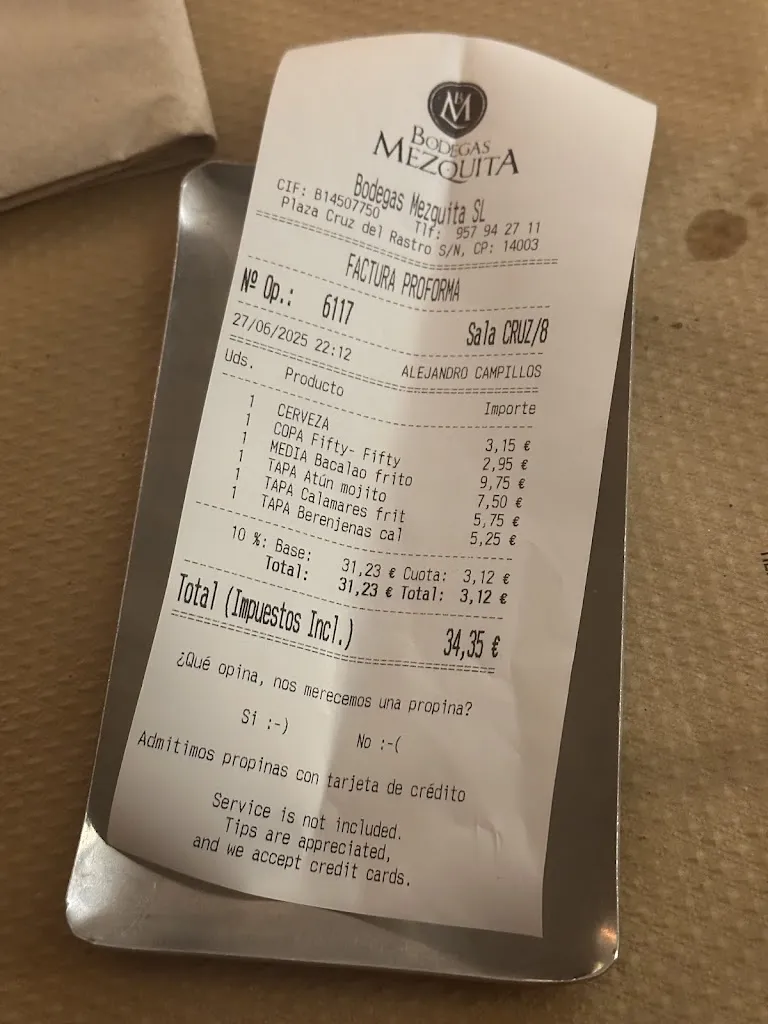 BM
BODEGAS
MEZQUITA
Bodegas Mezquita SL
CIF: B14507750 Tlf: 957 94 27 11
Plaza Cruz del Rastro S/N, CP: 14003
FACTURA PROFORMA
Nº Op.: 6117 Sala CRUZ/8
27/06/2025 22:12 ALEJANDRO CAMPILLOS
Uds. Producto Importe
1 CERVEZA 3,15 €
1 COPA Fifty- Fifty 2,95 €
1 MEDIA Bacalao frito 9,75 €
1 TAPA Atún mojito 7,50 €
1 TAPA Calamares frit 5,75 €
1 TAPA Berenjenas cal 5,25 €
10 %: Base: 31,23 € Cuota: 3,12 €
Total: 31,23 € Total: 3,12 €
Total (Impuestos Incl.) 34,35 €
¿Qué opina, nos merecemos una propina?
Si :-) No :-(
Admitimos propinas con tarjeta de crédito
Service is not included.
Tips are appreciated,
and we accept credit cards.